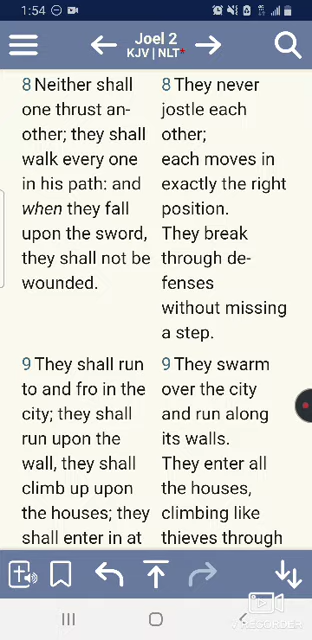 1:54
Joel 2
KJV | NLT*
8 Neither shall
one thrust an-
other; they shall
walk every one
in his path: and
when they fall
upon the sword,
they shall not be
wounded.
8 They never
jostle each
other;
each moves in
exactly the right
position.
They break
through de-
fenses
without missing
a step.
9 They shall run
to and fro in the
city; they shall
run upon the
wall, they shall
climb up upon
the houses; they
shall enter in at
9 They swarm
over the city
and run along
its walls.
They enter all
the houses,
climbing like
thieves through
V RECORDER